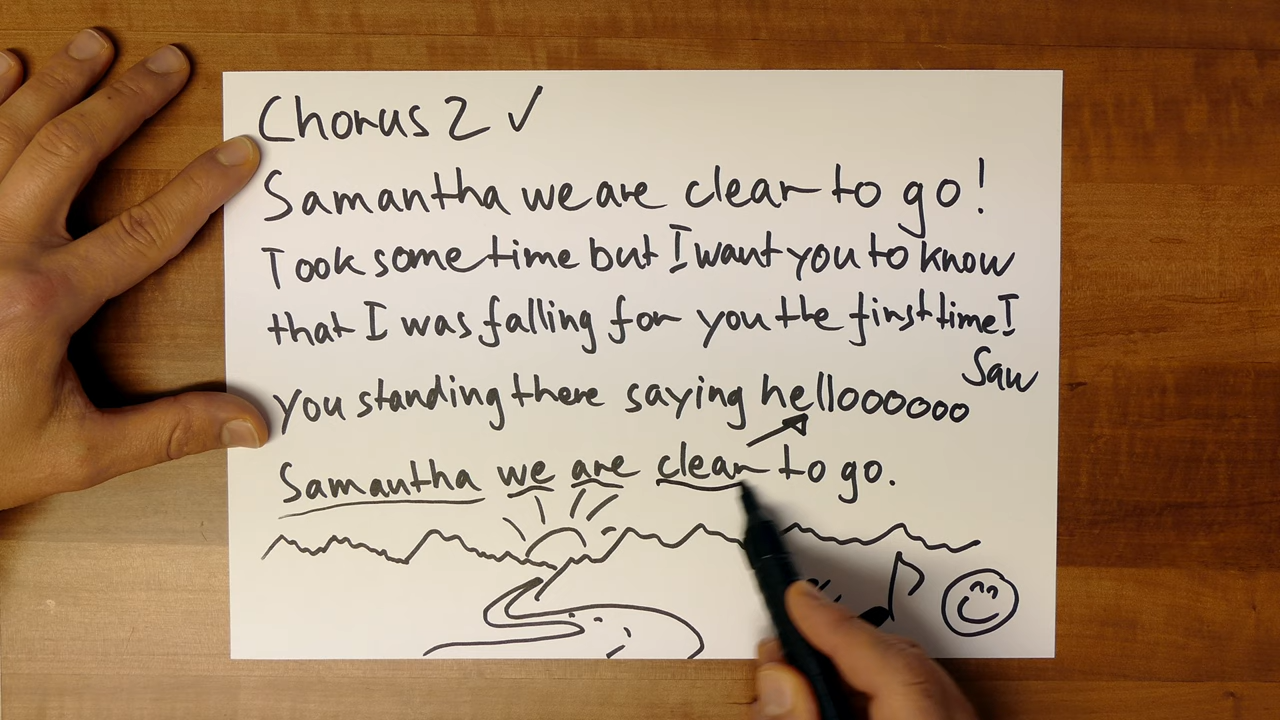 Chorus 2 ✓
Samantha we are clear to go!
Took some time but I want you to know
that I was falling for you the first time I
saw
you standing there saying hellooooooo
Samantha we are clear to go.